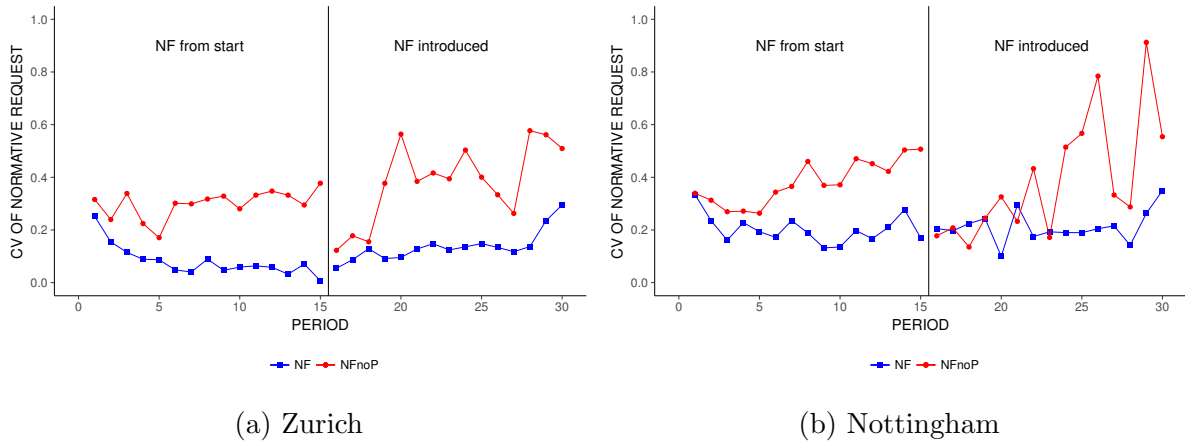 NF from start NF introduced
CV OF NORMATIVE REQUEST
1.0
0.8
0.6
0.4
0.2
0.0
0 5 10 15 20 25 30
PERIOD
NF NFnoP
(a) Zurich
NF from start NF introduced
CV OF NORMATIVE REQUEST
1.0
0.8
0.6
0.4
0.2
0.0
0 5 10 15 20 25 30
PERIOD
NF NFnoP
(b) Nottingham